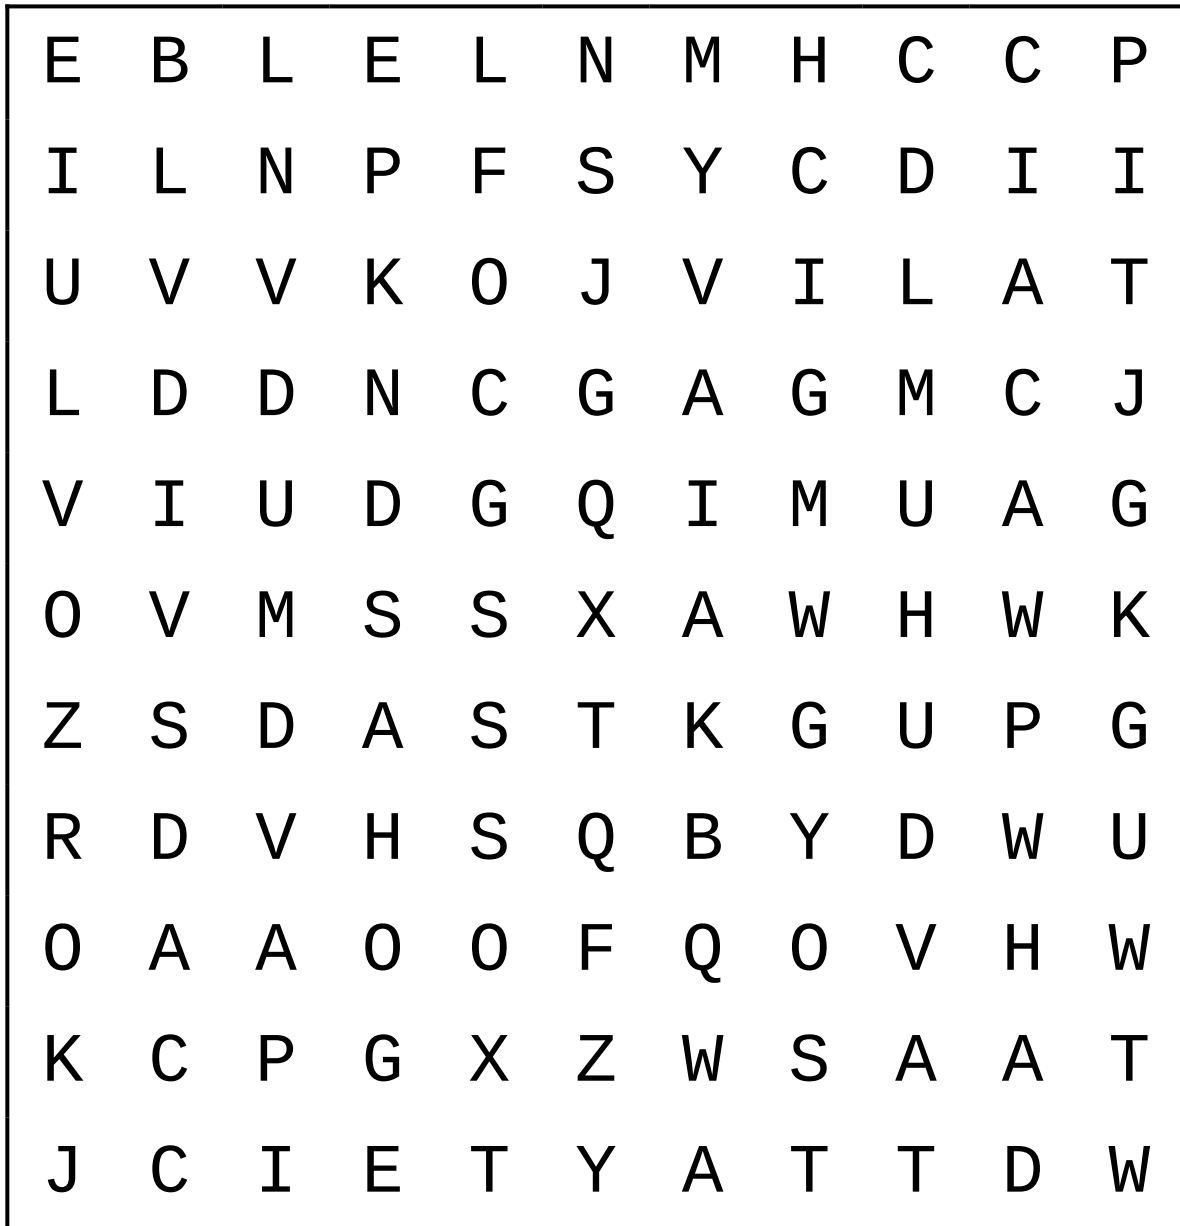 E B L E L N M H C C P
I L N P F S Y C D I I
U V V K O J V I L A T
L D D N C G A G M C J
V I U D G Q I M U A G
O V M S S X A W H W K
Z S D A S T K G U P G
R D V H S Q B Y D W U
O A A O O F Q O V H W
K C P G X Z W S A A T
J C I E T Y A T T D W